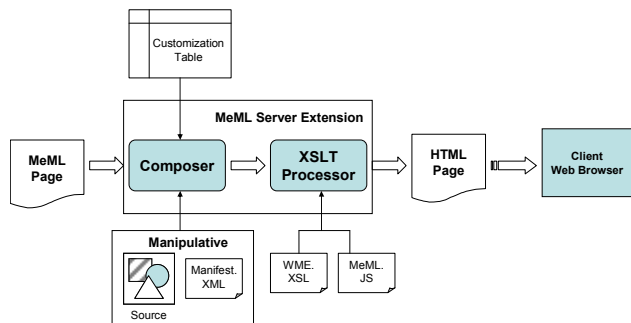 Customization
Table
MeML Server Extension
MeML
Page
Composer
XSLT
Processor
HTML
Page
Client
Web Browser
Manipulative
Source
Manifest.
XML
WME.
XSL
MeML.
JS